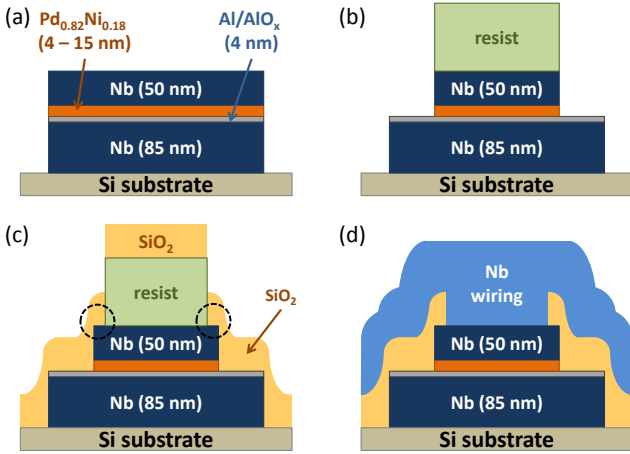 (a)
Pd0.82Ni0.18
(4 – 15 nm)
Al/AlOx
(4 nm)
Nb (50 nm)
Nb (85 nm)
Si substrate
(b)
resist
Nb (50 nm)
Nb (85 nm)
Si substrate
(c)
SiO2
resist
SiO2
Nb (50 nm)
Nb (85 nm)
Si substrate
(d)
Nb
wiring
Nb (50 nm)
Nb (85 nm)
Si substrate